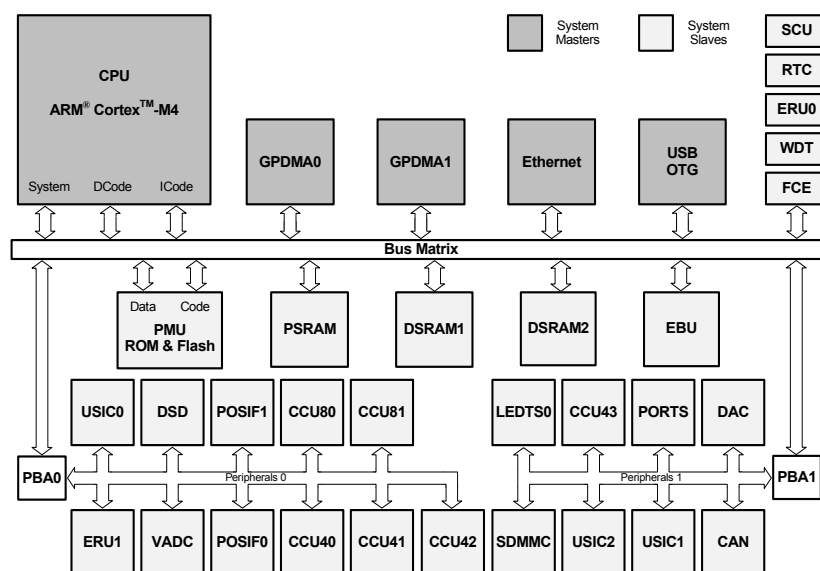 System Masters
System Slaves
SCU
RTC
ERU0
WDT
FCE
CPU
ARM® Cortex™-M4
System DCode ICode
GPDMA0
GPDMA1
Ethernet
USB OTG
Bus Matrix
Data Code
PMU
ROM & Flash
PSRAM
DSRAM1
DSRAM2
EBU
USIC0
DSD
POSIF1
CCU80
CCU81
LEDTS0
CCU43
PORTS
DAC
PBA0
Peripherals 0
Peripherals 1
PBA1
ERU1
VADC
POSIF0
CCU40
CCU41
CCU42
SDMMC
USIC2
USIC1
CAN